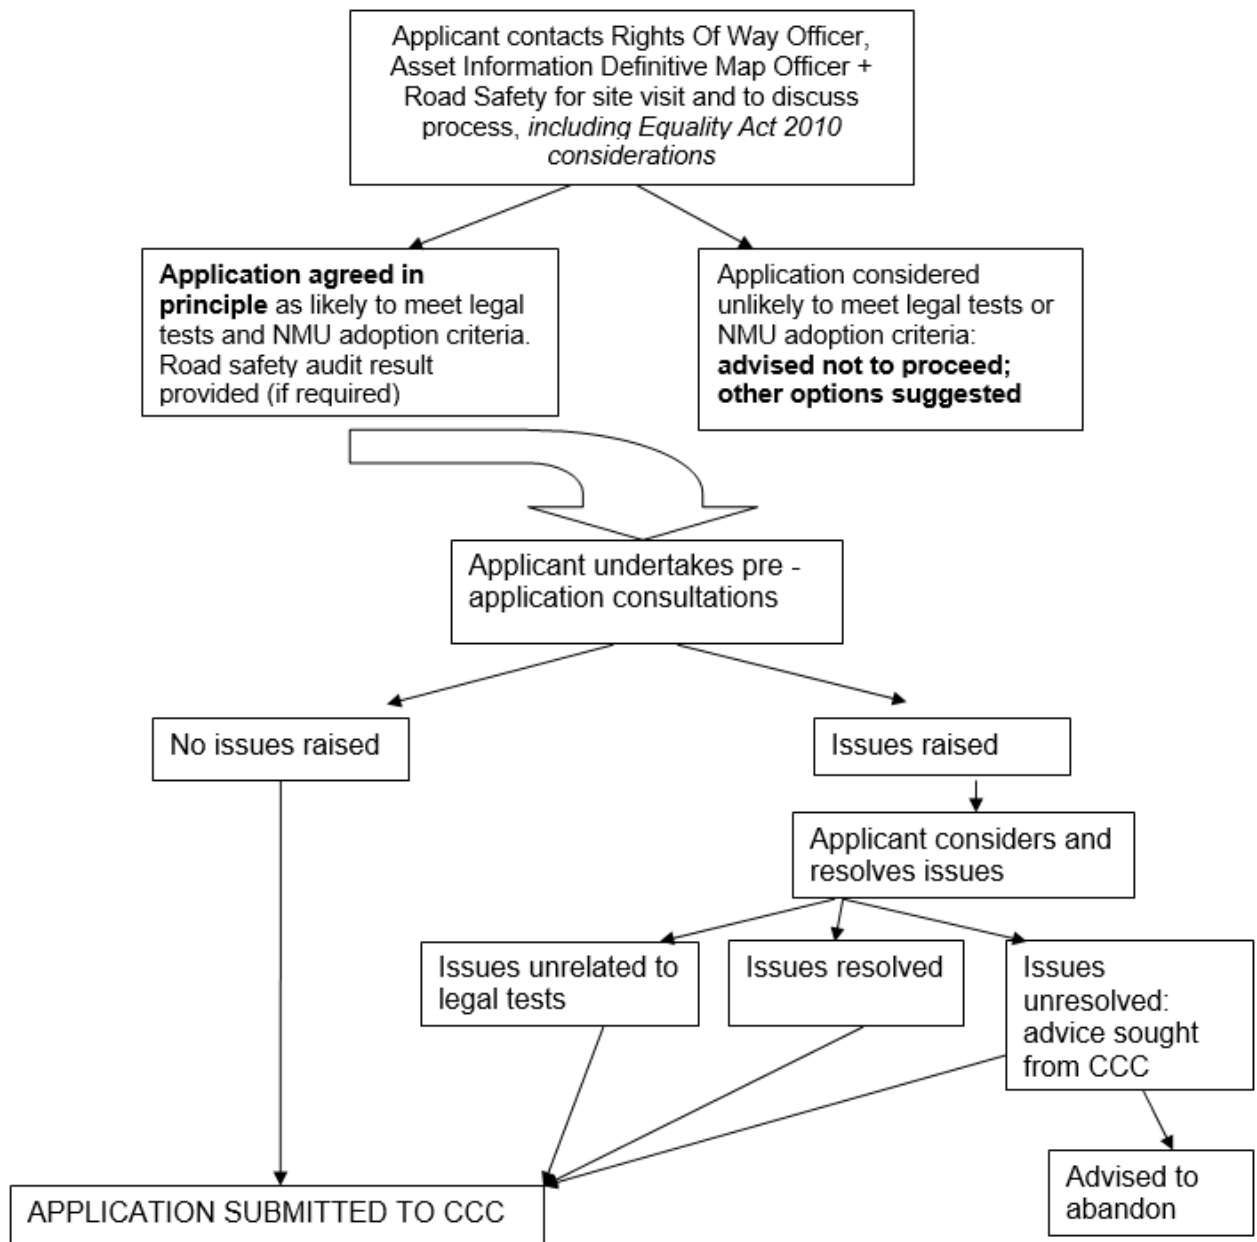 Applicant contacts Rights Of Way Officer,
Asset Information Definitive Map Officer +
Road Safety for site visit and to discuss
process, including Equality Act 2010
considerations
Application agreed in
principle as likely to meet legal
tests and NMU adoption criteria.
Road safety audit result
provided (if required)
Application considered
unlikely to meet legal tests or
NMU adoption criteria:
advised not to proceed;
other options suggested
Applicant undertakes pre -
application consultations
No issues raised
Issues raised
Applicant considers and
resolves issues
Issues unrelated to
legal tests
Issues resolved
Issues
unresolved:
advice sought
from CCC
Advised to
abandon
APPLICATION SUBMITTED TO CCC